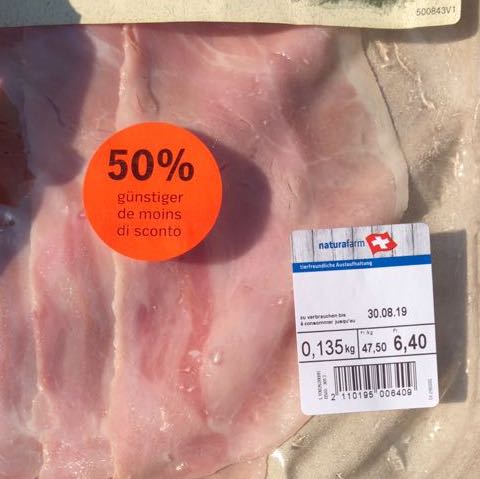 500843V1
50%
günstiger
de moins
di sconto
naturafarm
tierfreundliche Auslaufhaltung
zu verbrauchen bis
à consommer jusqu'au
30.08.19
Fr./kg Fr.
0,135kg 47,50 6,40
2 110195 006409